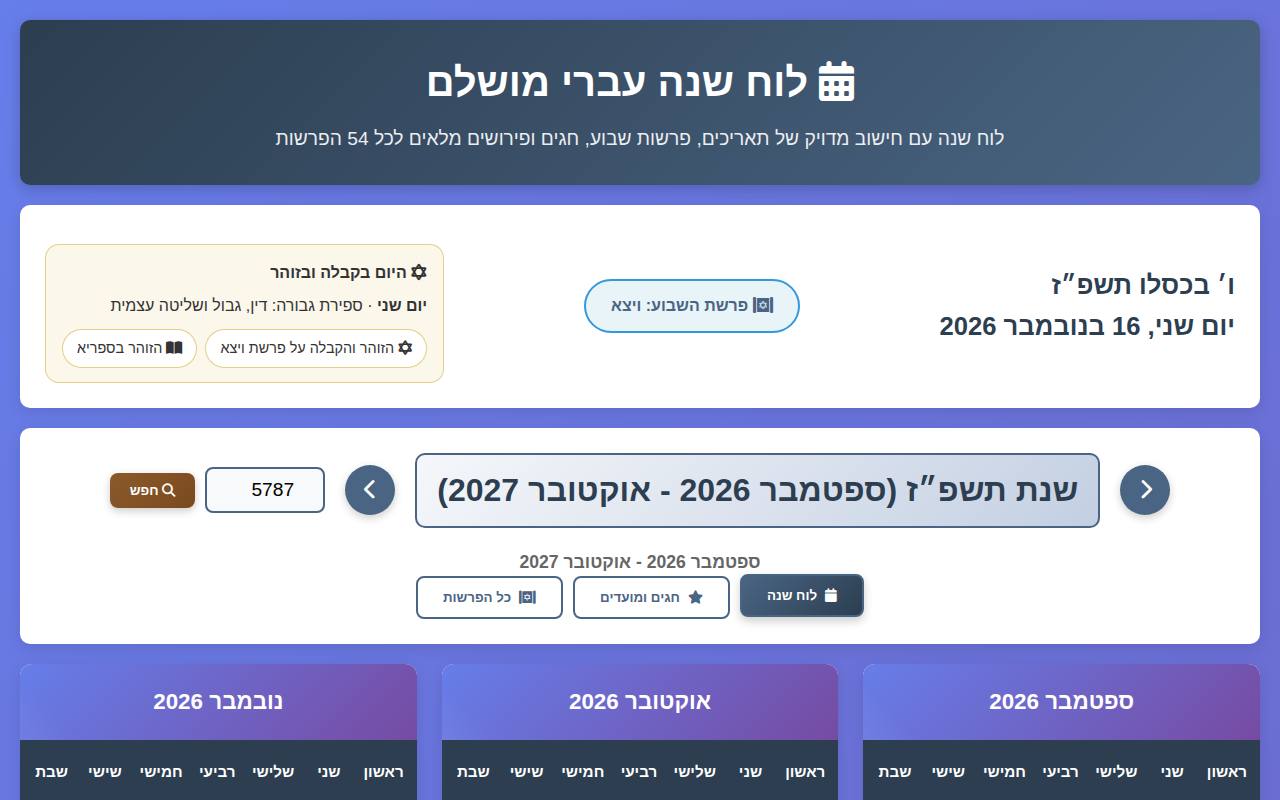 לוח שנה עברי מושלם
לוח שנה עם חישוב מדויק של תאריכים, פרשות שבוע, חגים ופירושים מלאים לכל 54 הפרשות
ו׳ בכסלו תשפ״ז
יום שני, 16 בנובמבר 2026
פרשת השבוע: ויצא
היום בקבלה ובזוהר
יום שני · ספירת גבורה: דין, גבול ושליטה עצמית
הזוהר והקבלה על פרשת ויצא
הזוהר בספריא
שנת תשפ״ז (ספטמבר 2026 - אוקטובר 2027)
5787
חפש
ספטמבר 2026 - אוקטובר 2027
לוח שנה
חגים ומועדים
כל הפרשות
ספטמבר 2026
ראשון שני שלישי רביעי חמישי שישי שבת
אוקטובר 2026
ראשון שני שלישי רביעי חמישי שישי שבת
נובמבר 2026
ראשון שני שלישי רביעי חמישי שישי שבת